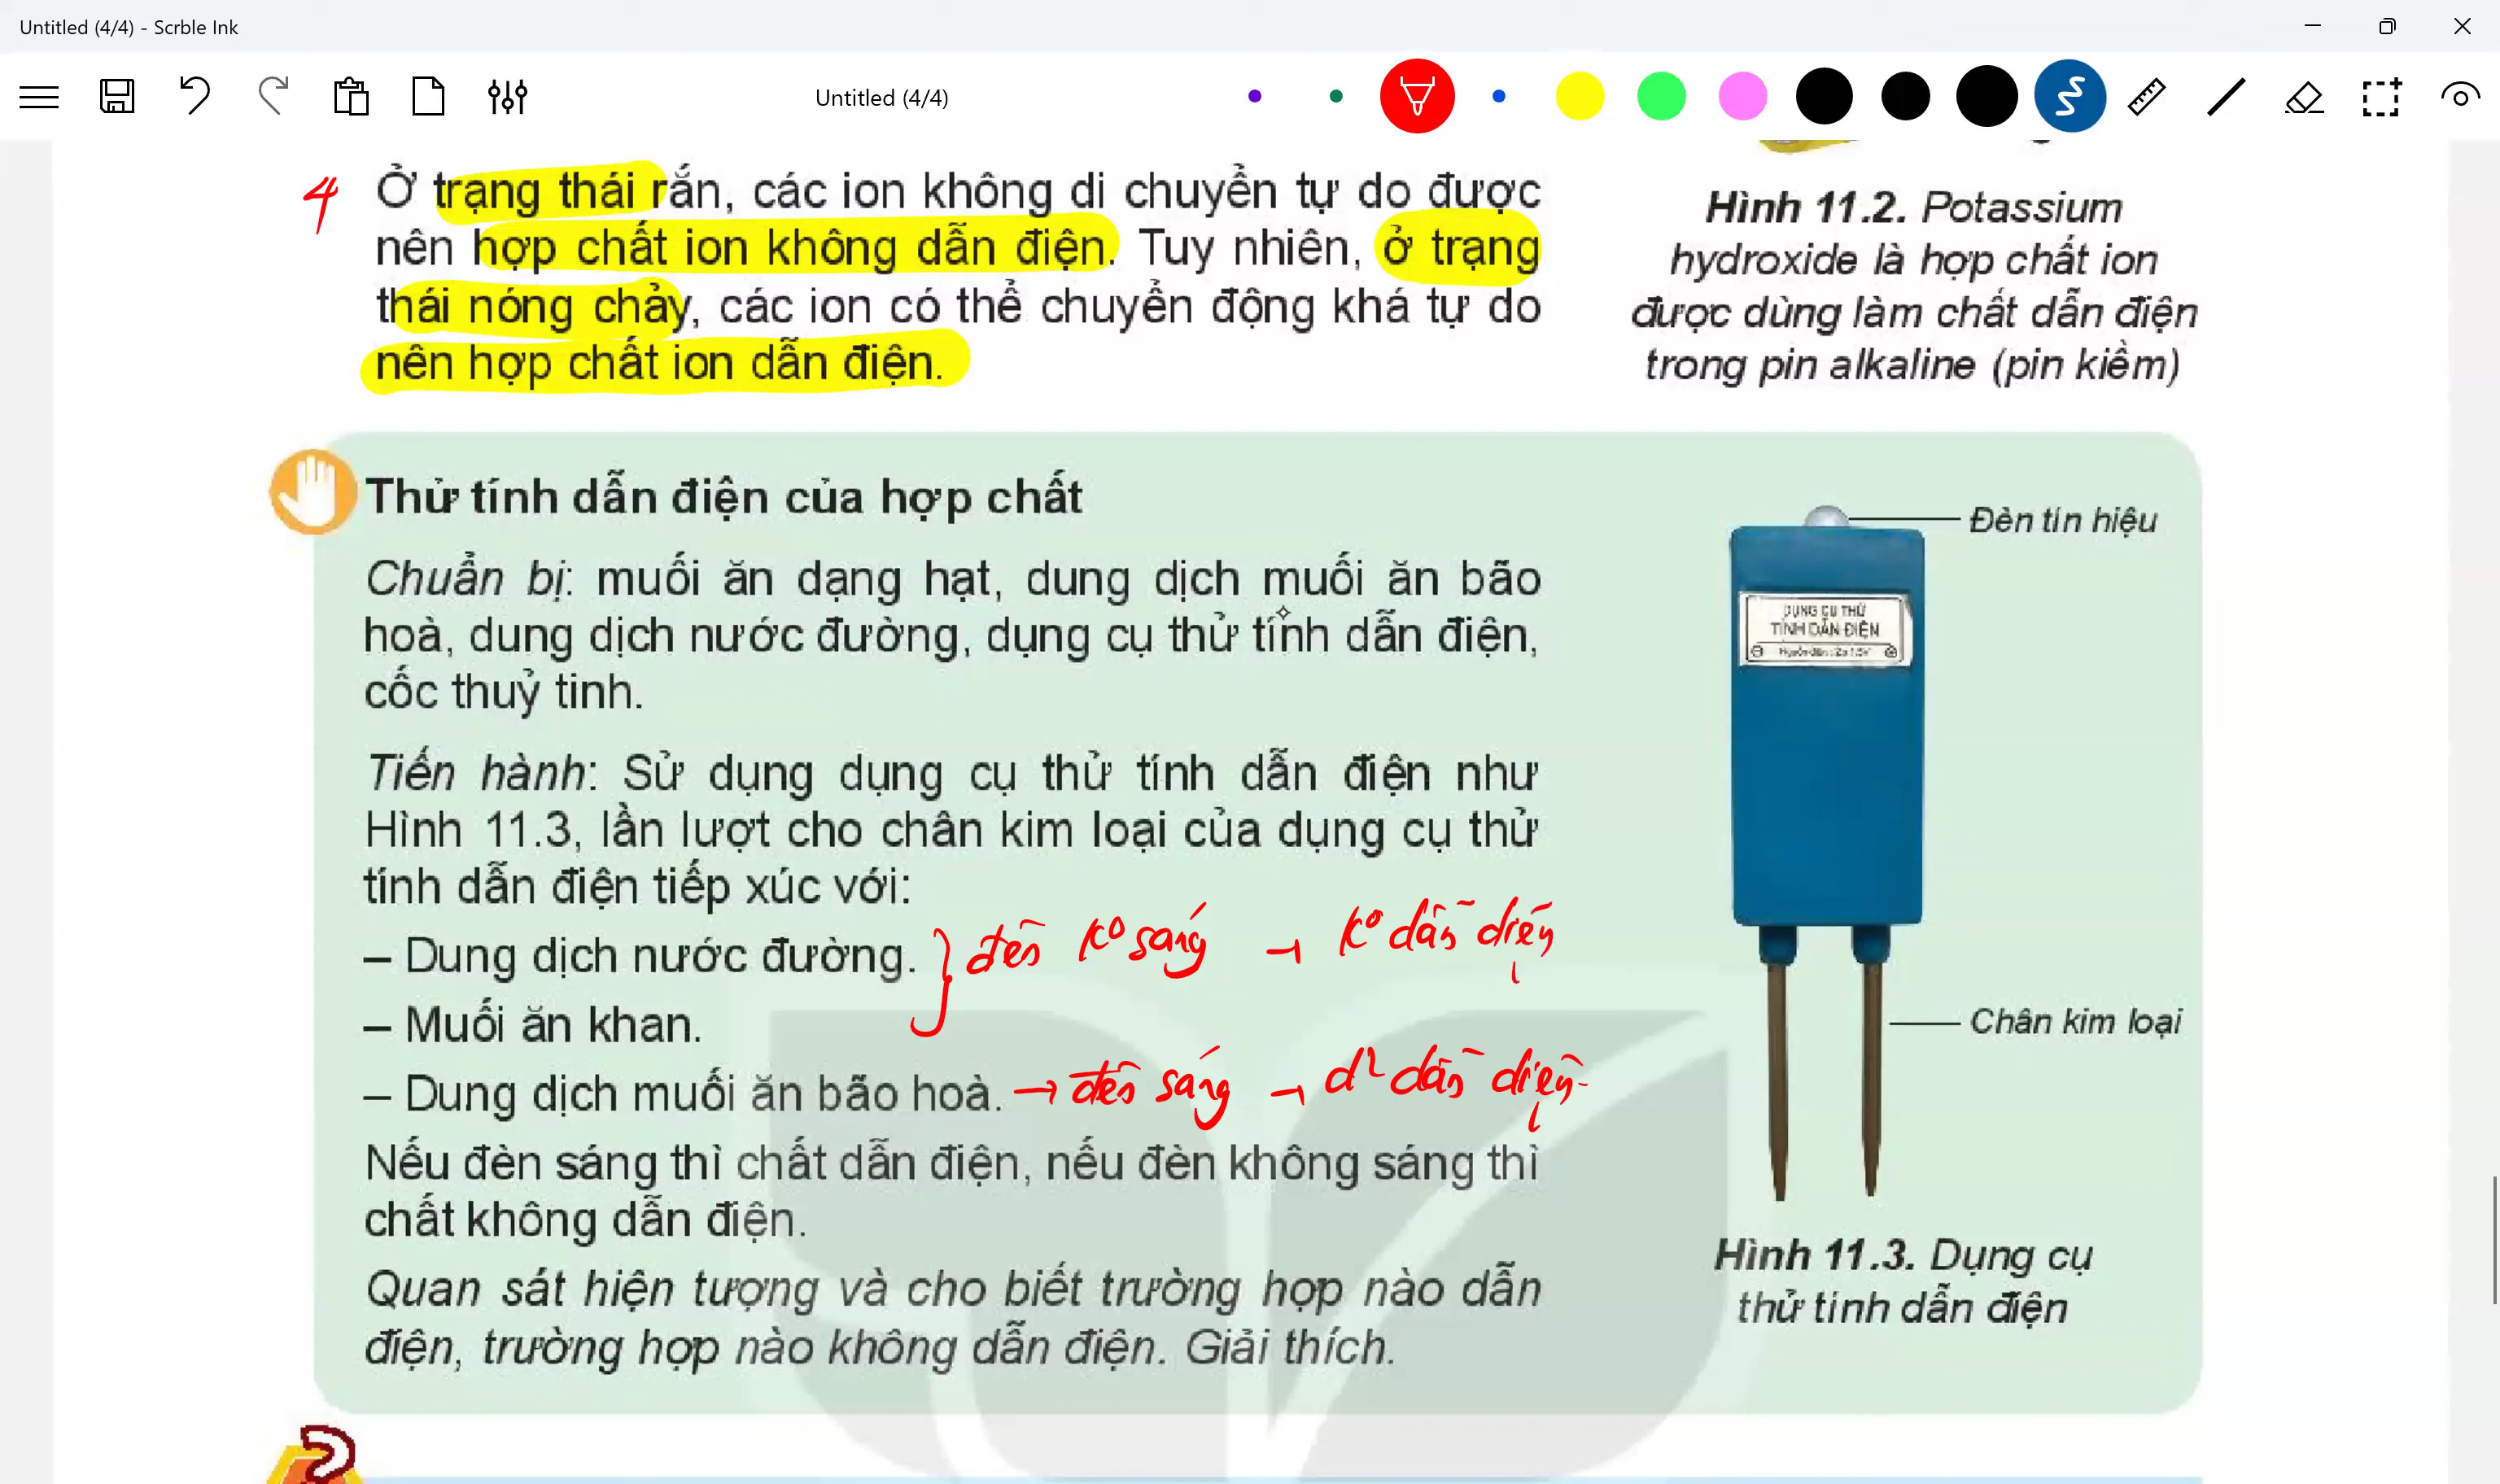 Untitled (4/4) - Scrble Ink
Untitled (4/4)
4 Ở trạng thái rắn, các ion không di chuyển tự do được
nên hợp chất ion không dẫn điện. Tuy nhiên, ở trạng
thái nóng chảy, các ion có thể chuyển động khá tự do
nên hợp chất ion dẫn điện.
Hình 11.2. Potassium
hydroxide là hợp chất ion
được dùng làm chất dẫn điện
trong pin alkaline (pin kiềm)
Thử tính dẫn điện của hợp chất
Chuẩn bị: muối ăn dạng hạt, dung dịch muối ăn bão
hoà, dung dịch nước đường, dụng cụ thử tính dẫn điện,
cốc thuỷ tinh.
Tiến hành: Sử dụng dụng cụ thử tính dẫn điện như
Hình 11.3, lần lượt cho chân kim loại của dụng cụ thử
tính dẫn điện tiếp xúc với:
– Dung dịch nước đường. } đèn k° sáng → k° dẫn điện
– Muối ăn khan.
– Dung dịch muối ăn bão hoà. → đèn sáng → d² dẫn điện
Nếu đèn sáng thì chất dẫn điện, nếu đèn không sáng thì
chất không dẫn điện.
Quan sát hiện tượng và cho biết trường hợp nào dẫn
điện, trường hợp nào không dẫn điện. Giải thích.
Đèn tín hiệu
DỤNG CỤ THỬ
TÍNH DẪN ĐIỆN
Chân kim loại
Hình 11.3. Dụng cụ
thử tính dẫn điện